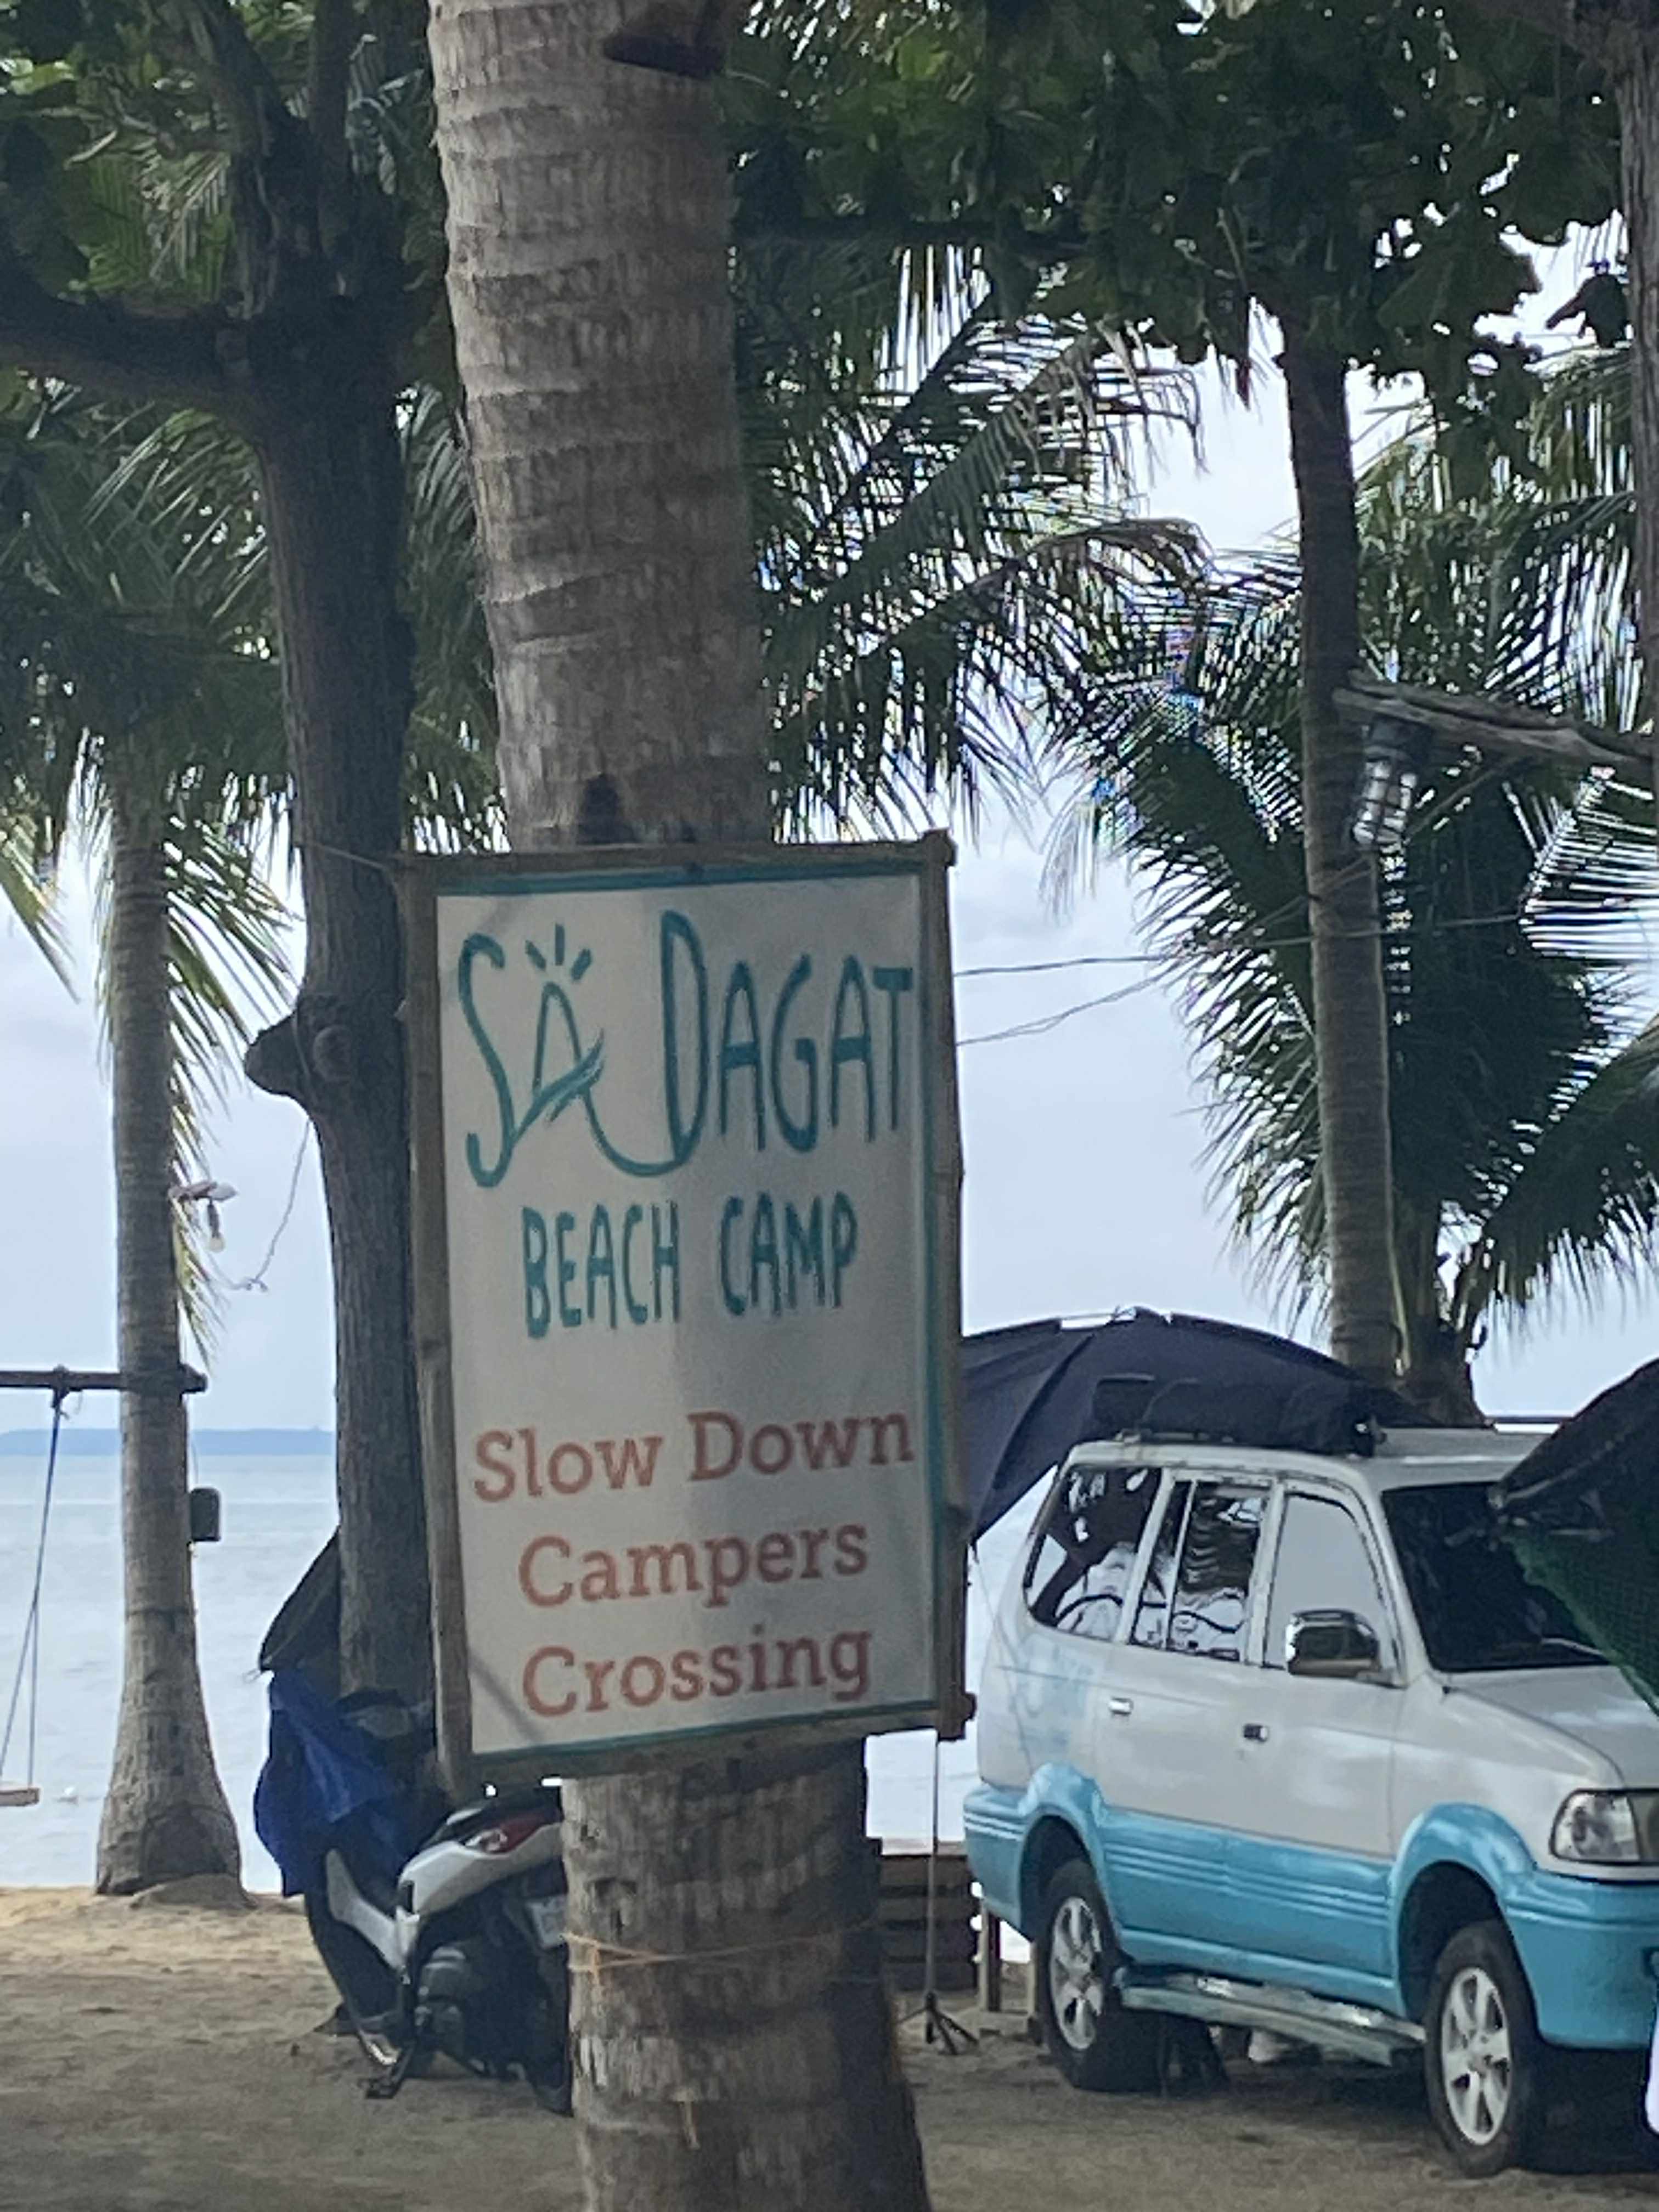 SA DAGAT
BEACH CAMP
Slow Down
Campers
Crossing